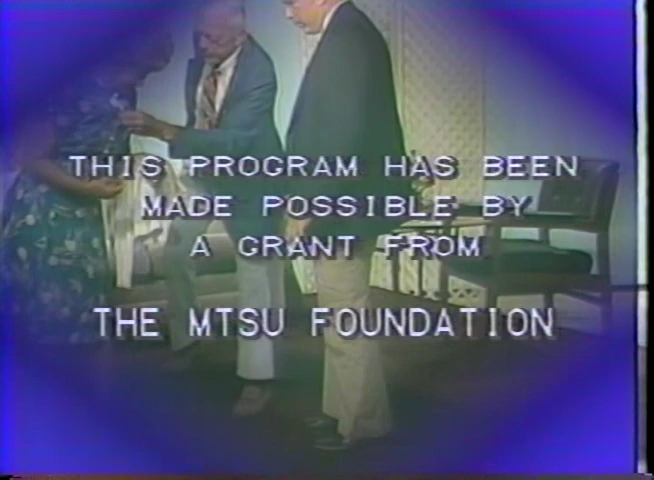 THIS PROGRAM HAS BEEN
MADE POSSIBLE BY
A GRANT FROM
THE MTSU FOUNDATION